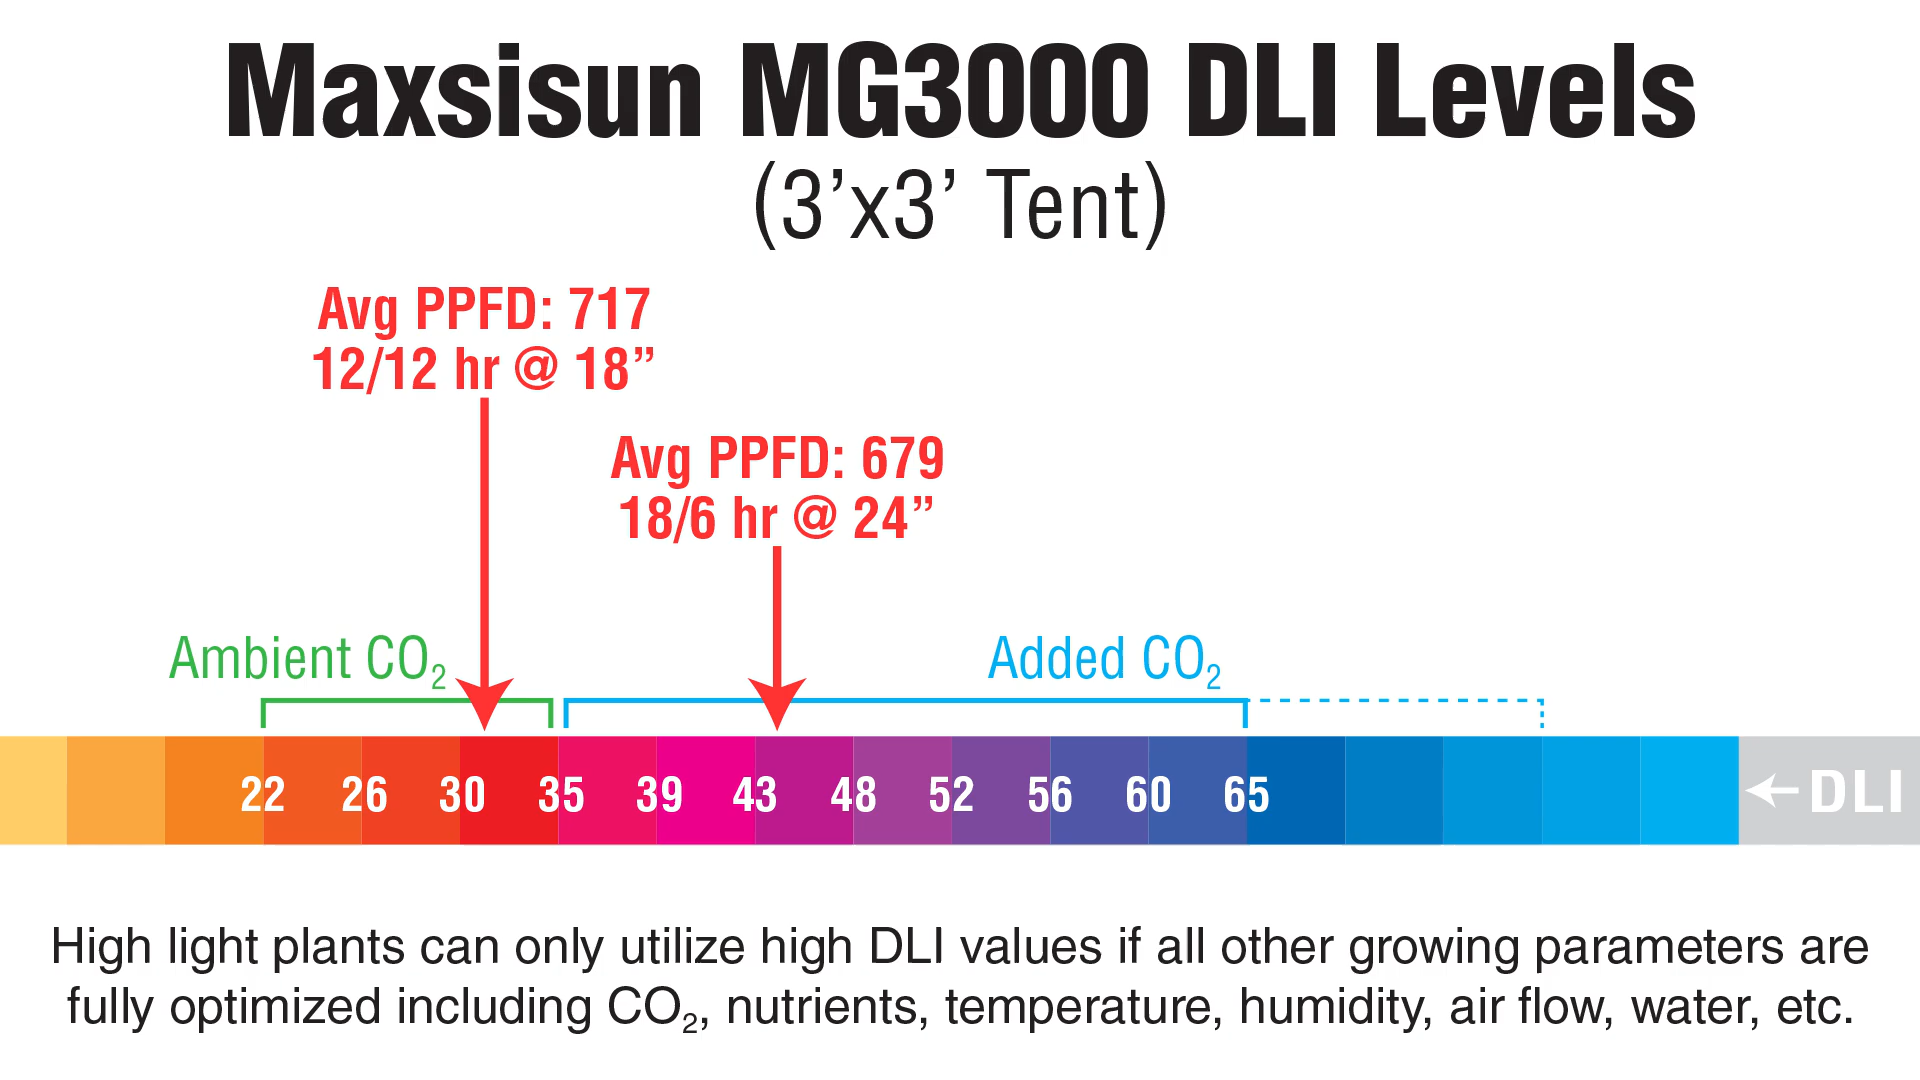 Maxsisun MG3000 DLI Levels
(3’x3’ Tent)
Avg PPFD: 717
12/12 hr @ 18”
Avg PPFD: 679
18/6 hr @ 24”
Ambient CO₂
Added CO₂
22 26 30 35 39 43 48 52 56 60 65 ←DLI
High light plants can only utilize high DLI values if all other growing parameters are
fully optimized including CO₂, nutrients, temperature, humidity, air flow, water, etc.